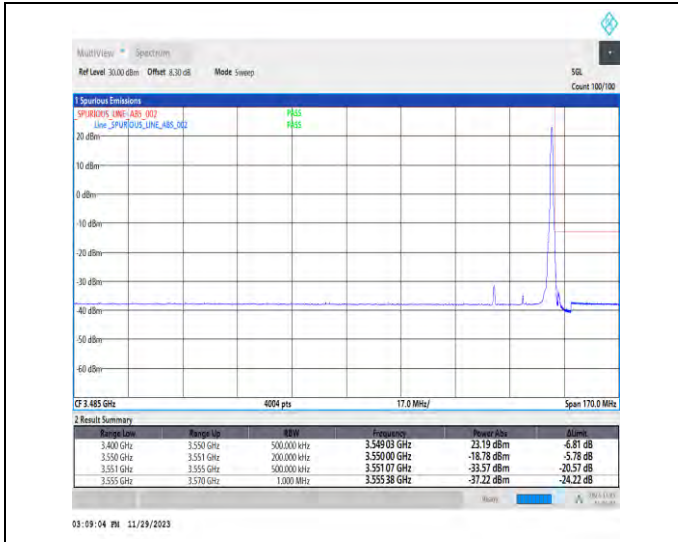 MultiView Spectrum
Ref Level 30.00 dBm Offset 8.30 dB Mode Sweep SGL
Count 100/100
1 Spurious Emissions
SPURIOUS_LINE_ABS_002 PASS
Line _SPURIOUS_LINE_ABS_002 PASS
20 dBm
10 dBm
0 dBm
-10 dBm
-20 dBm
-30 dBm
-40 dBm
-50 dBm
-60 dBm
CF 3.485 GHz 4004 pts 17.0 MHz/ Span 170.0 MHz
2 Result Summary
Range Low Range Up RBW Frequency Power Abs ΔLimit
3.400 GHz 3.550 GHz 500.000 kHz 3.549 03 GHz 23.19 dBm -6.81 dB
3.550 GHz 3.551 GHz 200.000 kHz 3.550 00 GHz -18.78 dBm -5.78 dB
3.551 GHz 3.555 GHz 500.000 kHz 3.551 07 GHz -33.57 dBm -20.57 dB
3.555 GHz 3.570 GHz 1.000 MHz 3.555 38 GHz -37.22 dBm -24.22 dB
03:09:04 PM 11/29/2023